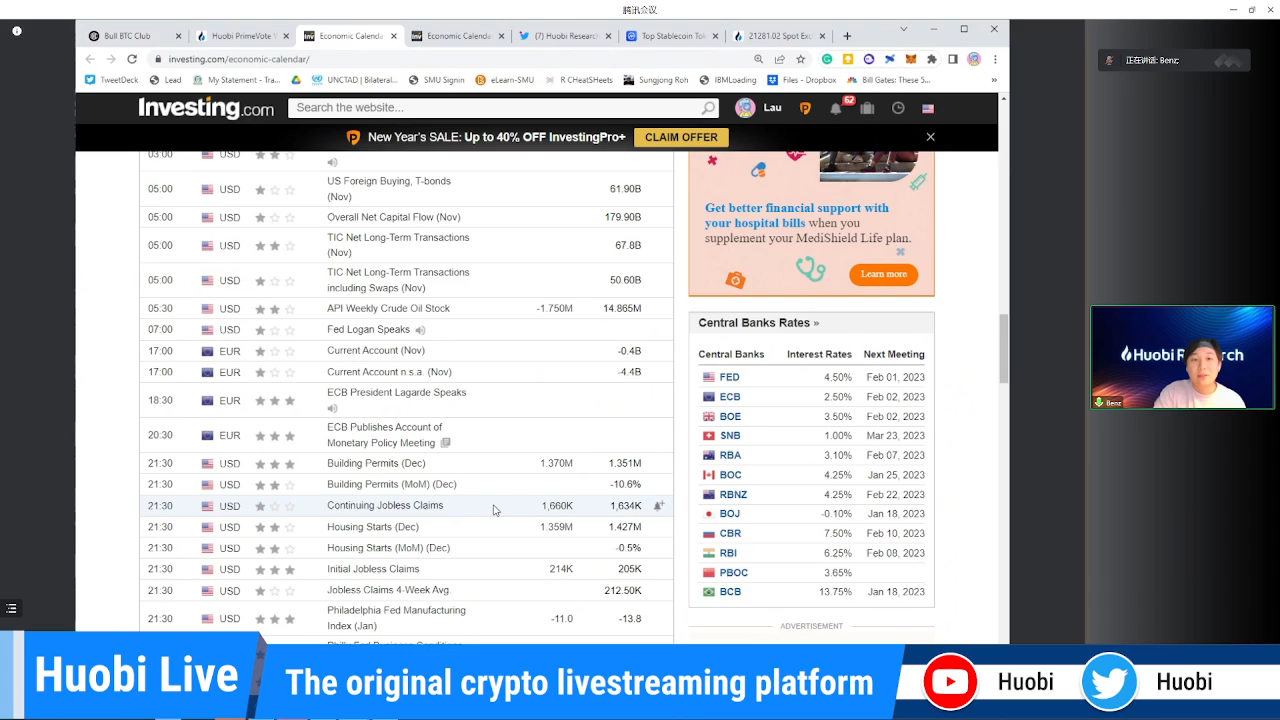 腾讯会议
Bull BTC Club
Huobi PrimeVote
Economic Calenda
Economic Calenda
(7) Huobi Research
Top Stablecoin Tok
21281.02 Spot Exc
investing.com/economic-calendar/
TweetDeck
Lead
My Statement - Tra...
UNCTAD | Bilateral...
SMU Signin
eLearn-SMU
R CHeatSHeets
Sungjong Roh
IBMLoading
Files - Dropbox
Bill Gates: These 5...
Investing.com
Search the website...
Lau
62
New Year's SALE: Up to 40% OFF InvestingPro+
CLAIM OFFER
03:00 USD
05:00 USD US Foreign Buying, T-bonds (Nov) 61.90B
05:00 USD Overall Net Capital Flow (Nov) 179.90B
05:00 USD TIC Net Long-Term Transactions (Nov) 67.8B
05:00 USD TIC Net Long-Term Transactions including Swaps (Nov) 50.60B
05:30 USD API Weekly Crude Oil Stock -1.750M 14.865M
07:00 USD Fed Logan Speaks
17:00 EUR Current Account (Nov) -0.4B
17:00 EUR Current Account n.s.a. (Nov) -4.4B
18:30 EUR ECB President Lagarde Speaks
20:30 EUR ECB Publishes Account of Monetary Policy Meeting
21:30 USD Building Permits (Dec) 1.370M 1.351M
21:30 USD Building Permits (MoM) (Dec) -10.6%
21:30 USD Continuing Jobless Claims 1,660K 1,634K
21:30 USD Housing Starts (Dec) 1.359M 1.427M
21:30 USD Housing Starts (MoM) (Dec) -0.5%
21:30 USD Initial Jobless Claims 214K 205K
21:30 USD Jobless Claims 4-Week Avg. 212.50K
21:30 USD Philadelphia Fed Manufacturing Index (Jan) -11.0 -13.8
Get better financial support with
your hospital bills when you
supplement your MediShield Life plan.
Learn more
Central Banks Rates »
Central Banks Interest Rates Next Meeting
FED 4.50% Feb 01, 2023
ECB 2.50% Feb 02, 2023
BOE 3.50% Feb 02, 2023
SNB 1.00% Mar 23, 2023
RBA 3.10% Feb 07, 2023
BOC 4.25% Jan 25, 2023
RBNZ 4.25% Feb 22, 2023
BOJ -0.10% Jan 18, 2023
CBR 7.50% Feb 10, 2023
RBI 6.25% Feb 08, 2023
PBOC 3.65%
BCB 13.75% Jan 18, 2023
ADVERTISEMENT
正在讲话: Benz;
Huobi Research
Benz
Huobi Live
The original crypto livestreaming platform
Huobi
Huobi